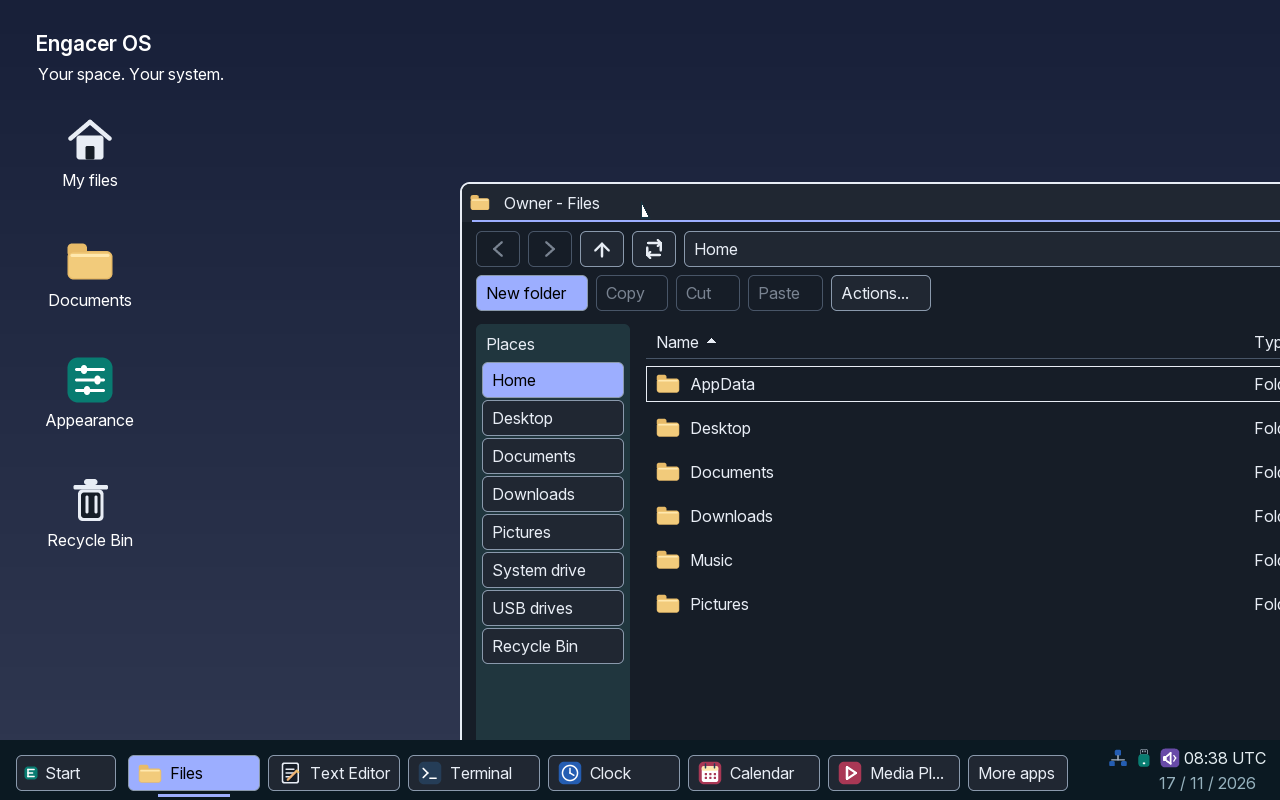 Engacer OS
Your space. Your system.
My files
Documents
Appearance
Recycle Bin
Owner - Files
Home
New folder
Copy
Cut
Paste
Actions...
Places
Home
Desktop
Documents
Downloads
Pictures
System drive
USB drives
Recycle Bin
Name
AppData
Desktop
Documents
Downloads
Music
Pictures
Start
Files
Text Editor
Terminal
Clock
Calendar
Media Pl...
More apps
08:38 UTC
17 / 11 / 2026